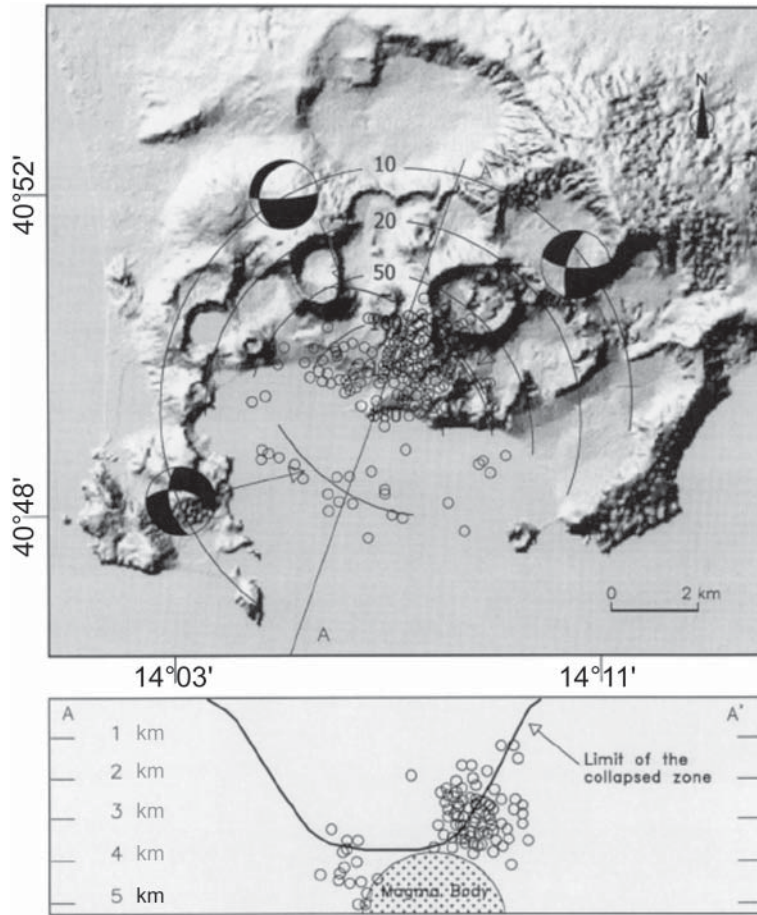 N
40°52'
10
A
20
50
40°48'
0 2 km
A
14°03'
14°11'
A
A'
1 km
2 km
3 km
4 km
5 km
Limit of the
collapsed zone
Magma Body